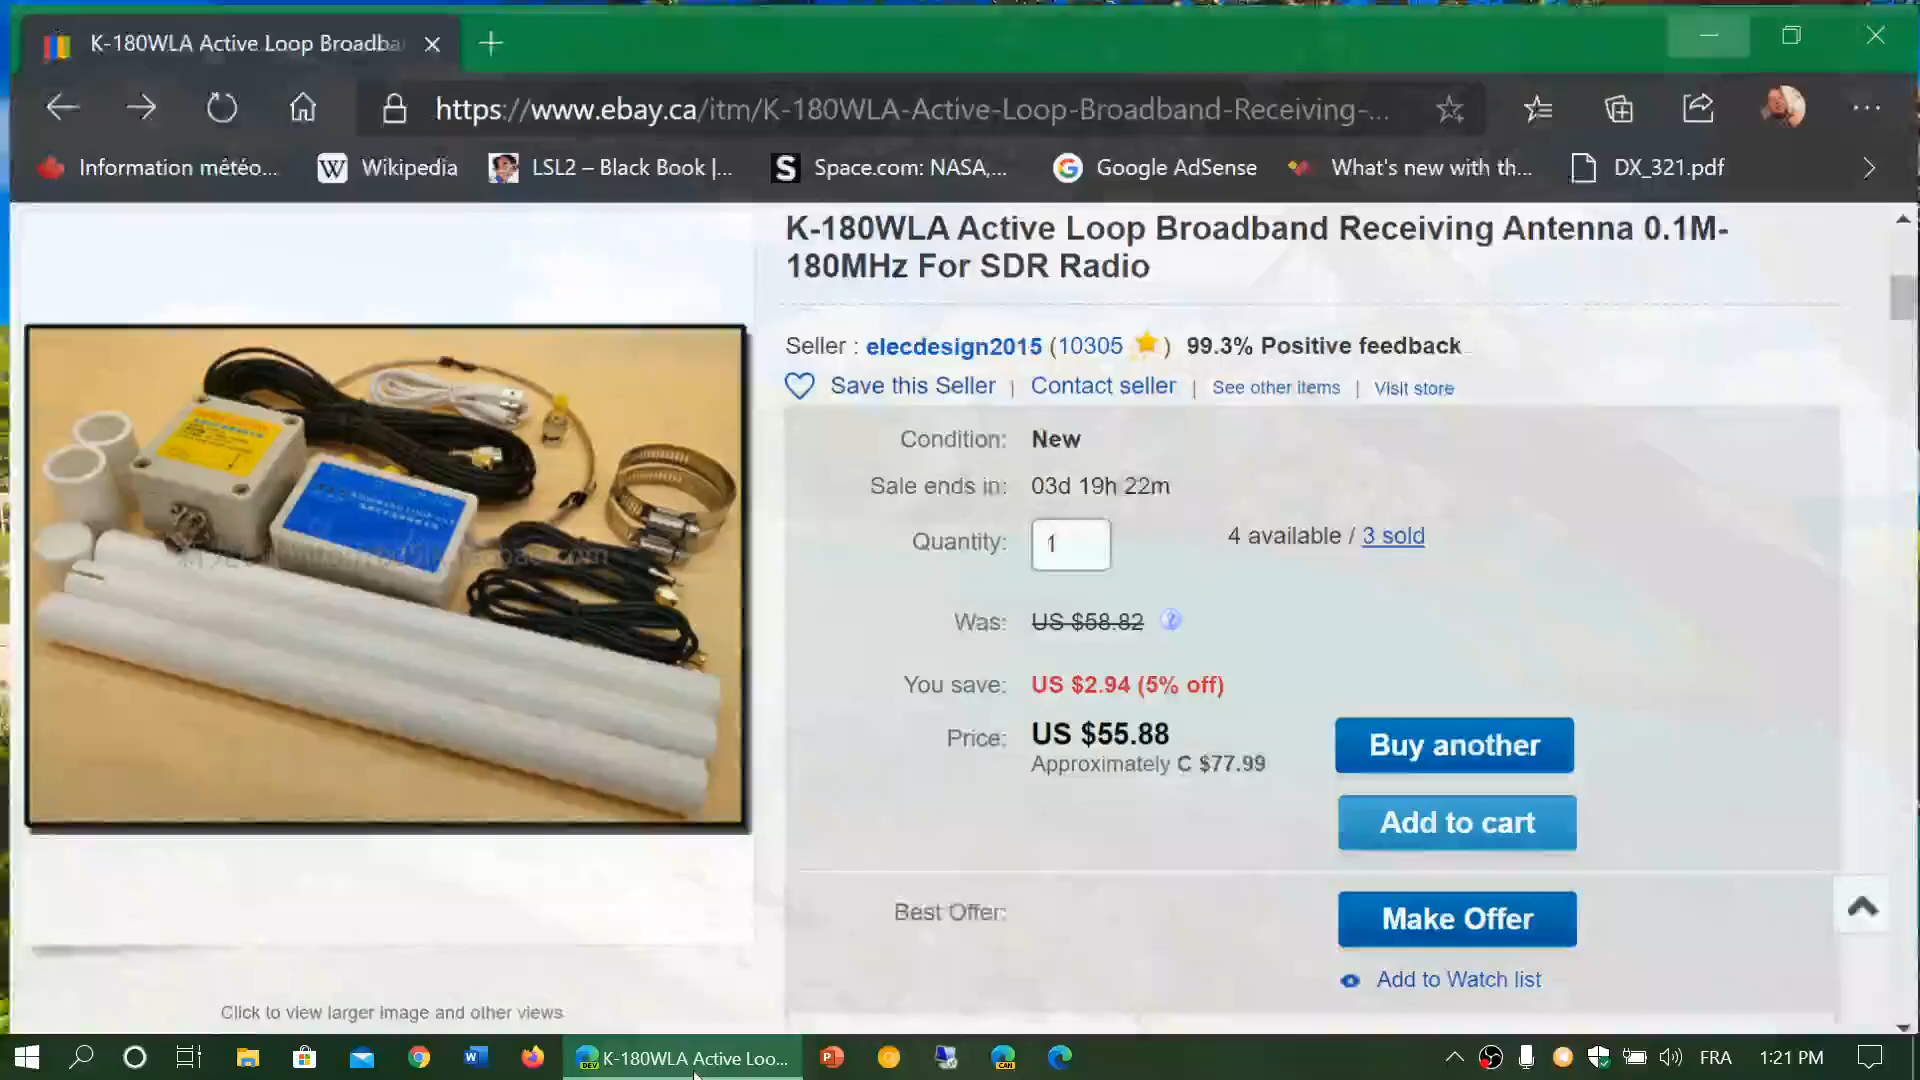 K-180WLA Active Loop Broadba
https://www.ebay.ca/itm/K-180WLA-Active-Loop-Broadband-Receiving-...
Information météo...
Wikipedia
LSL2 – Black Book |...
Space.com: NASA,...
Google AdSense
What's new with th...
DX_321.pdf
K-180WLA Active Loop Broadband Receiving Antenna 0.1M-
180MHz For SDR Radio
Seller : elecdesign2015 (10305 ) 99.3% Positive feedback
Save this Seller | Contact seller | See other items | Visit store
Condition: New
Sale ends in: 03d 19h 22m
Quantity: 1 4 available / 3 sold
Was: US $58.82
You save: US $2.94 (5% off)
Price: US $55.88
Approximately C $77.99
Buy another
Add to cart
Best Offer:
Make Offer
Add to Watch list
Click to view larger image and other views
K-180WLA Active Loo...
FRA
1:21 PM